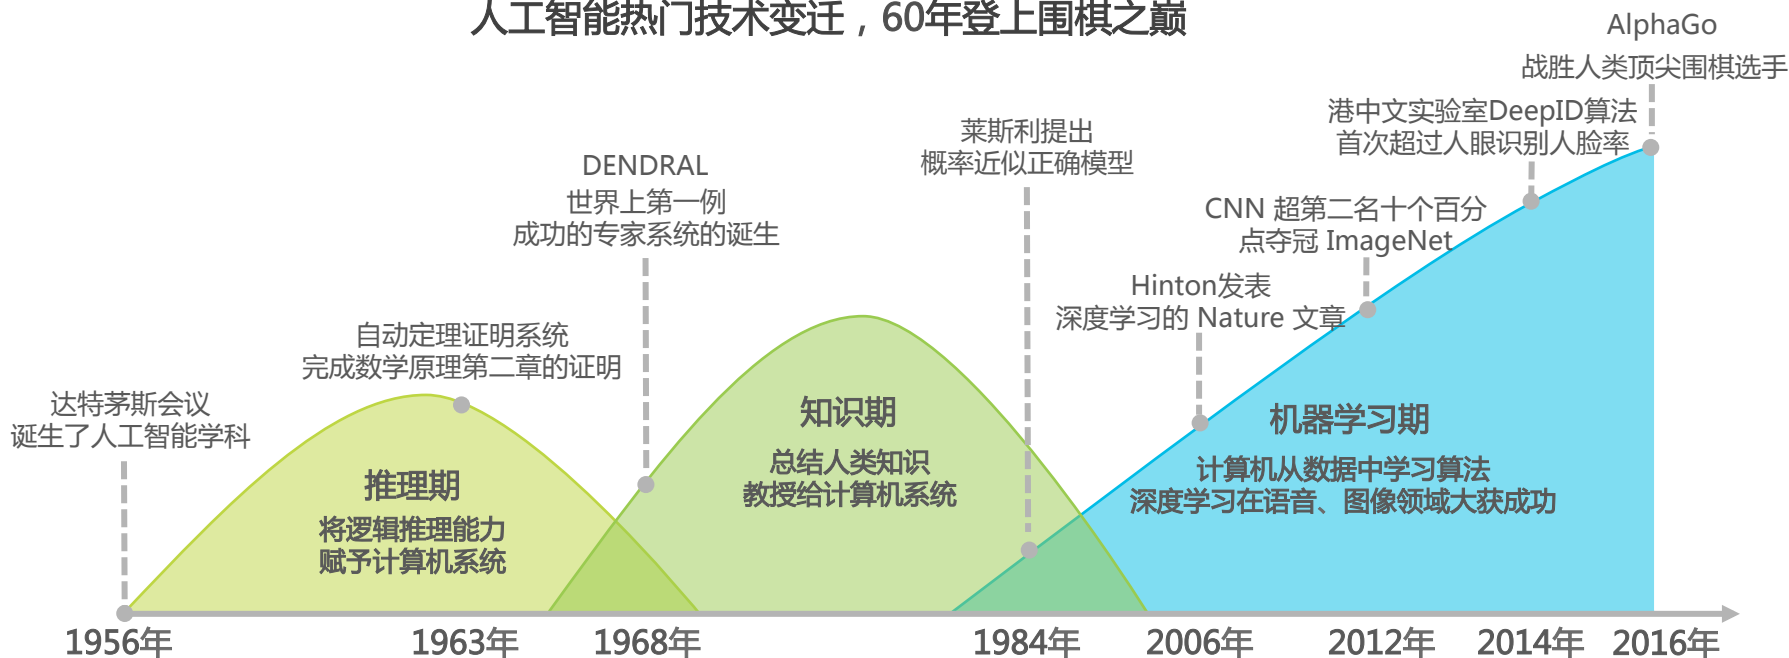 人工智能热门技术变迁，60年登上围棋之巅
AlphaGo
战胜人类顶尖围棋选手
港中文实验室DeepID算法
首次超过人眼识别人脸率
莱斯利提出
概率近似正确模型
DENDRAL
世界上第一例
成功的专家系统的诞生
CNN 超第二名十个百分
点夺冠 ImageNet
Hinton发表
深度学习的 Nature 文章
自动定理证明系统
完成数学原理第二章的证明
达特茅斯会议
诞生了人工智能学科
推理期
将逻辑推理能力
赋予计算机系统
知识期
总结人类知识
教授给计算机系统
机器学习期
计算机从数据中学习算法
深度学习在语音、图像领域大获成功
1956年
1963年
1968年
1984年
2006年
2012年
2014年
2016年